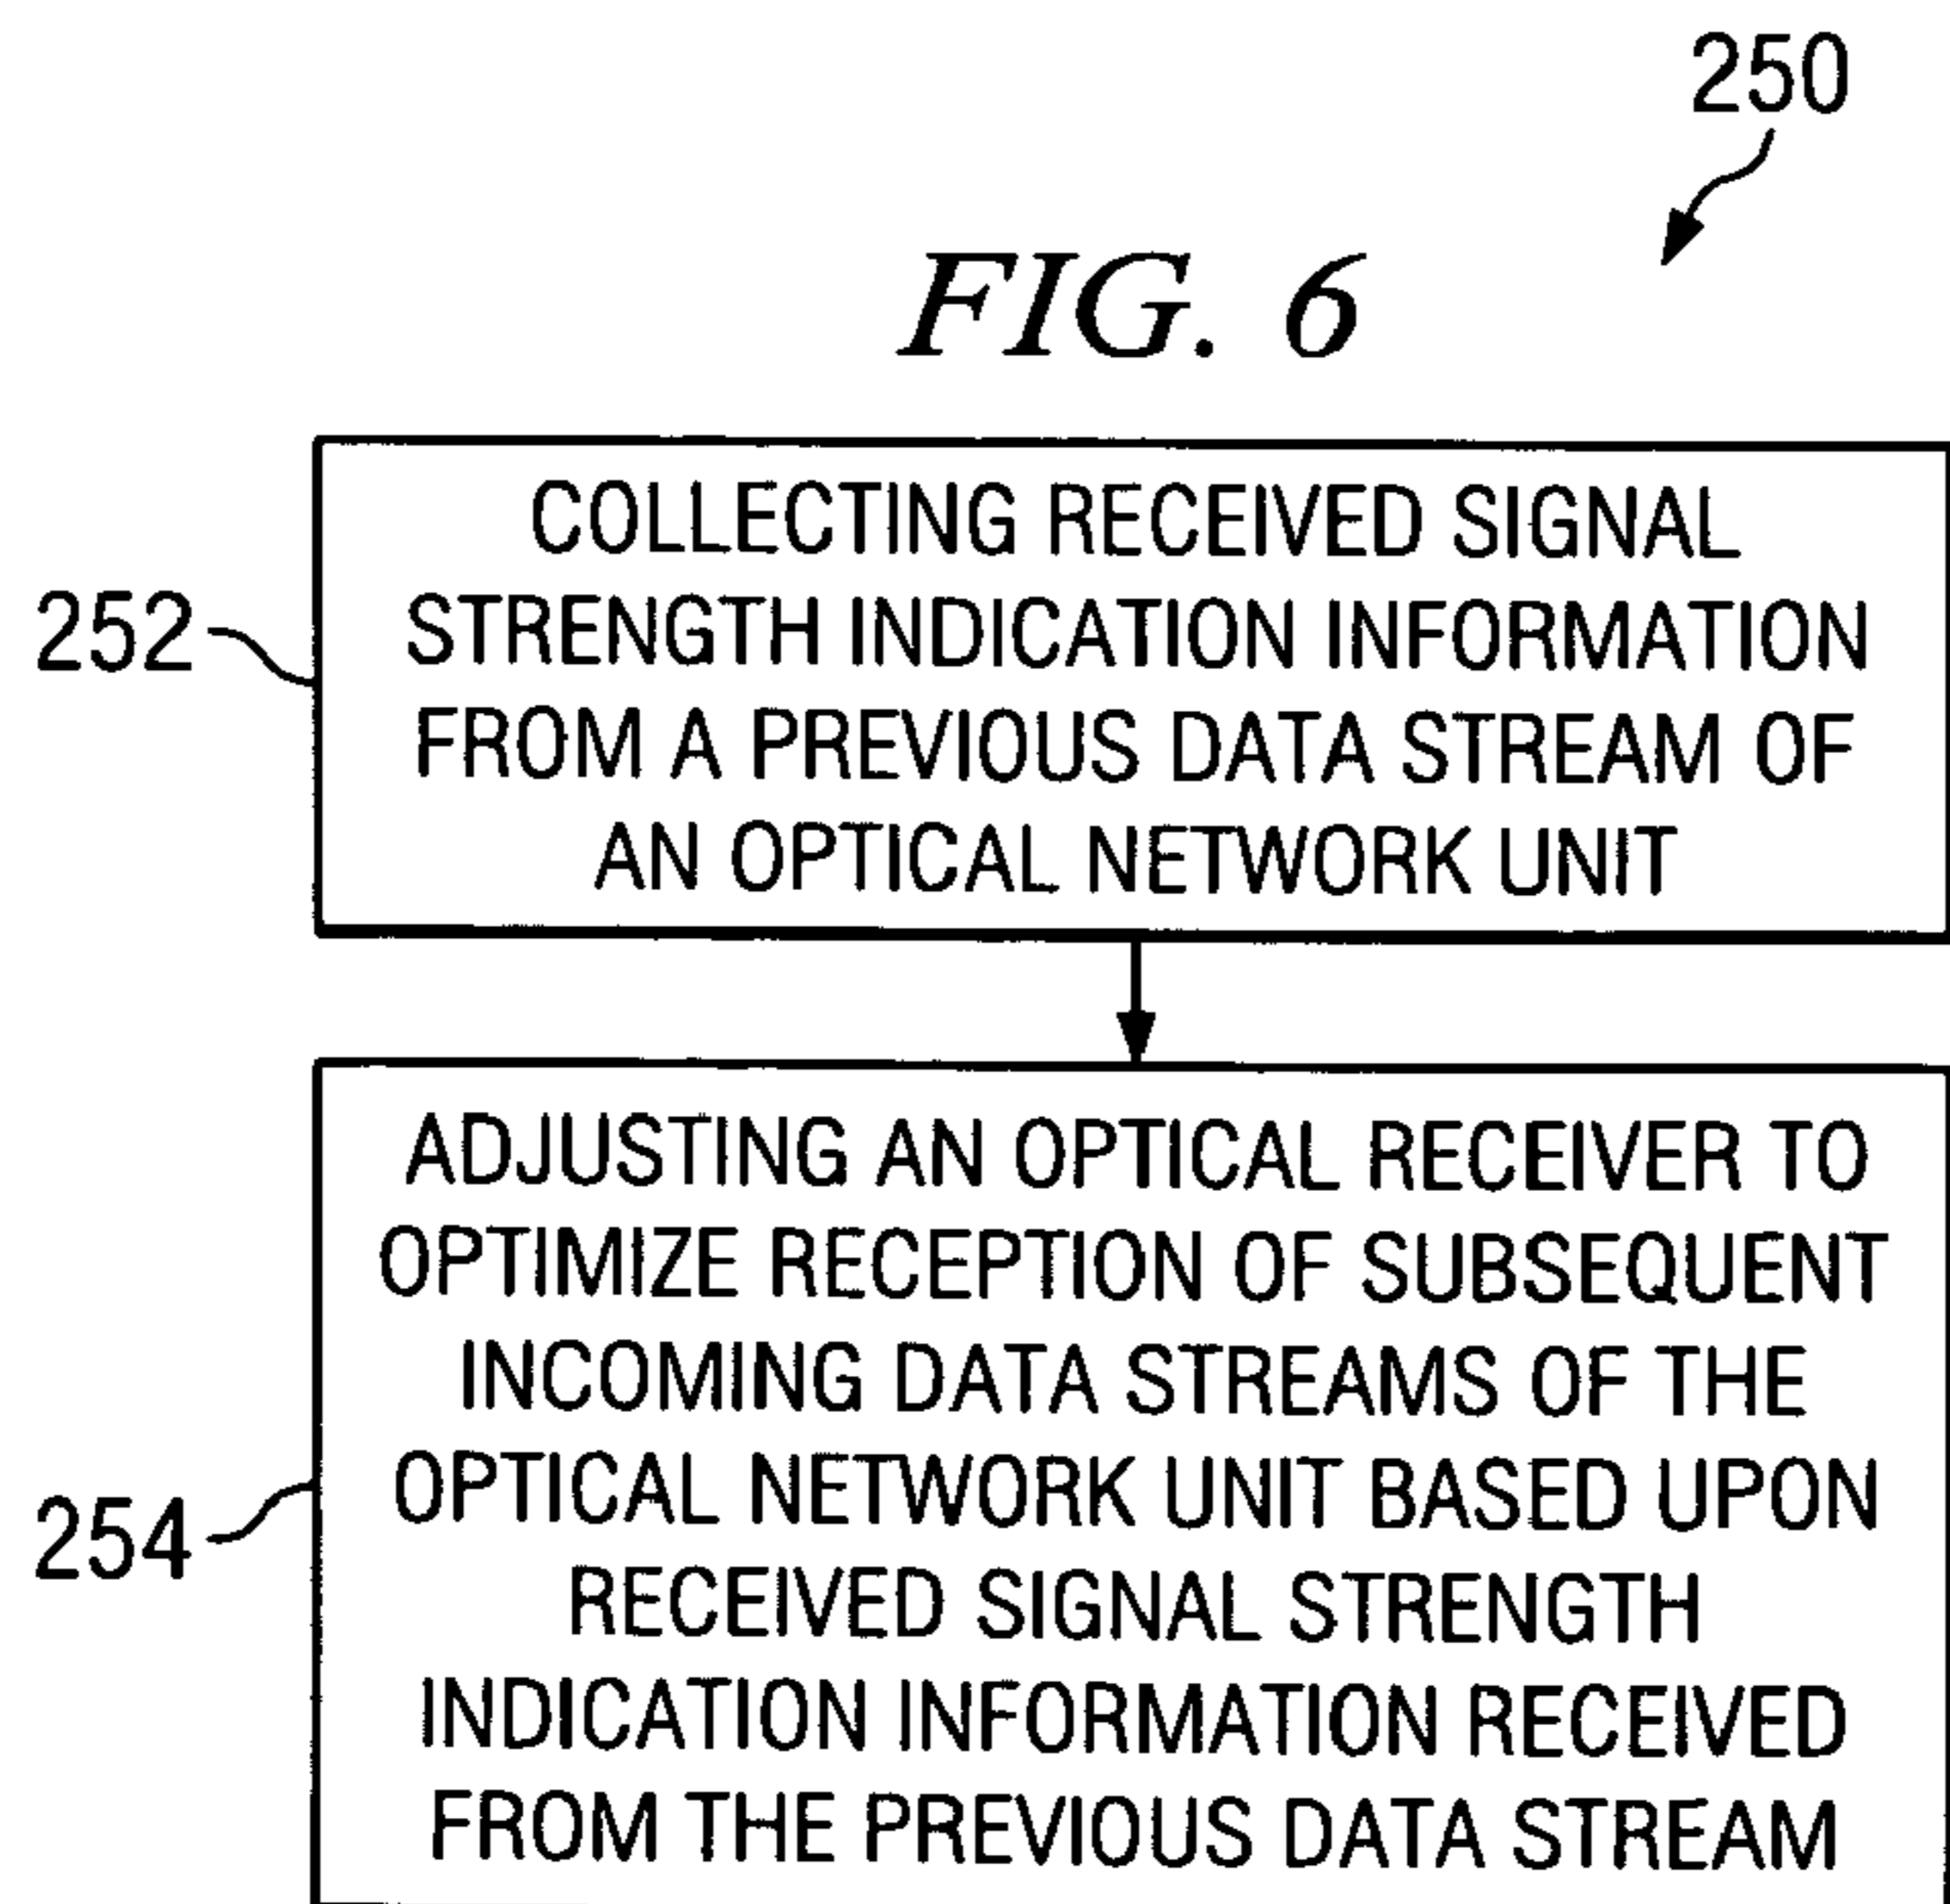 250
FIG. 6
252
COLLECTING RECEIVED SIGNAL
STRENGTH INDICATION INFORMATION
FROM A PREVIOUS DATA STREAM OF
AN OPTICAL NETWORK UNIT
254
ADJUSTING AN OPTICAL RECEIVER TO
OPTIMIZE RECEPTION OF SUBSEQUENT
INCOMING DATA STREAMS OF THE
OPTICAL NETWORK UNIT BASED UPON
RECEIVED SIGNAL STRENGTH
INDICATION INFORMATION RECEIVED
FROM THE PREVIOUS DATA STREAM